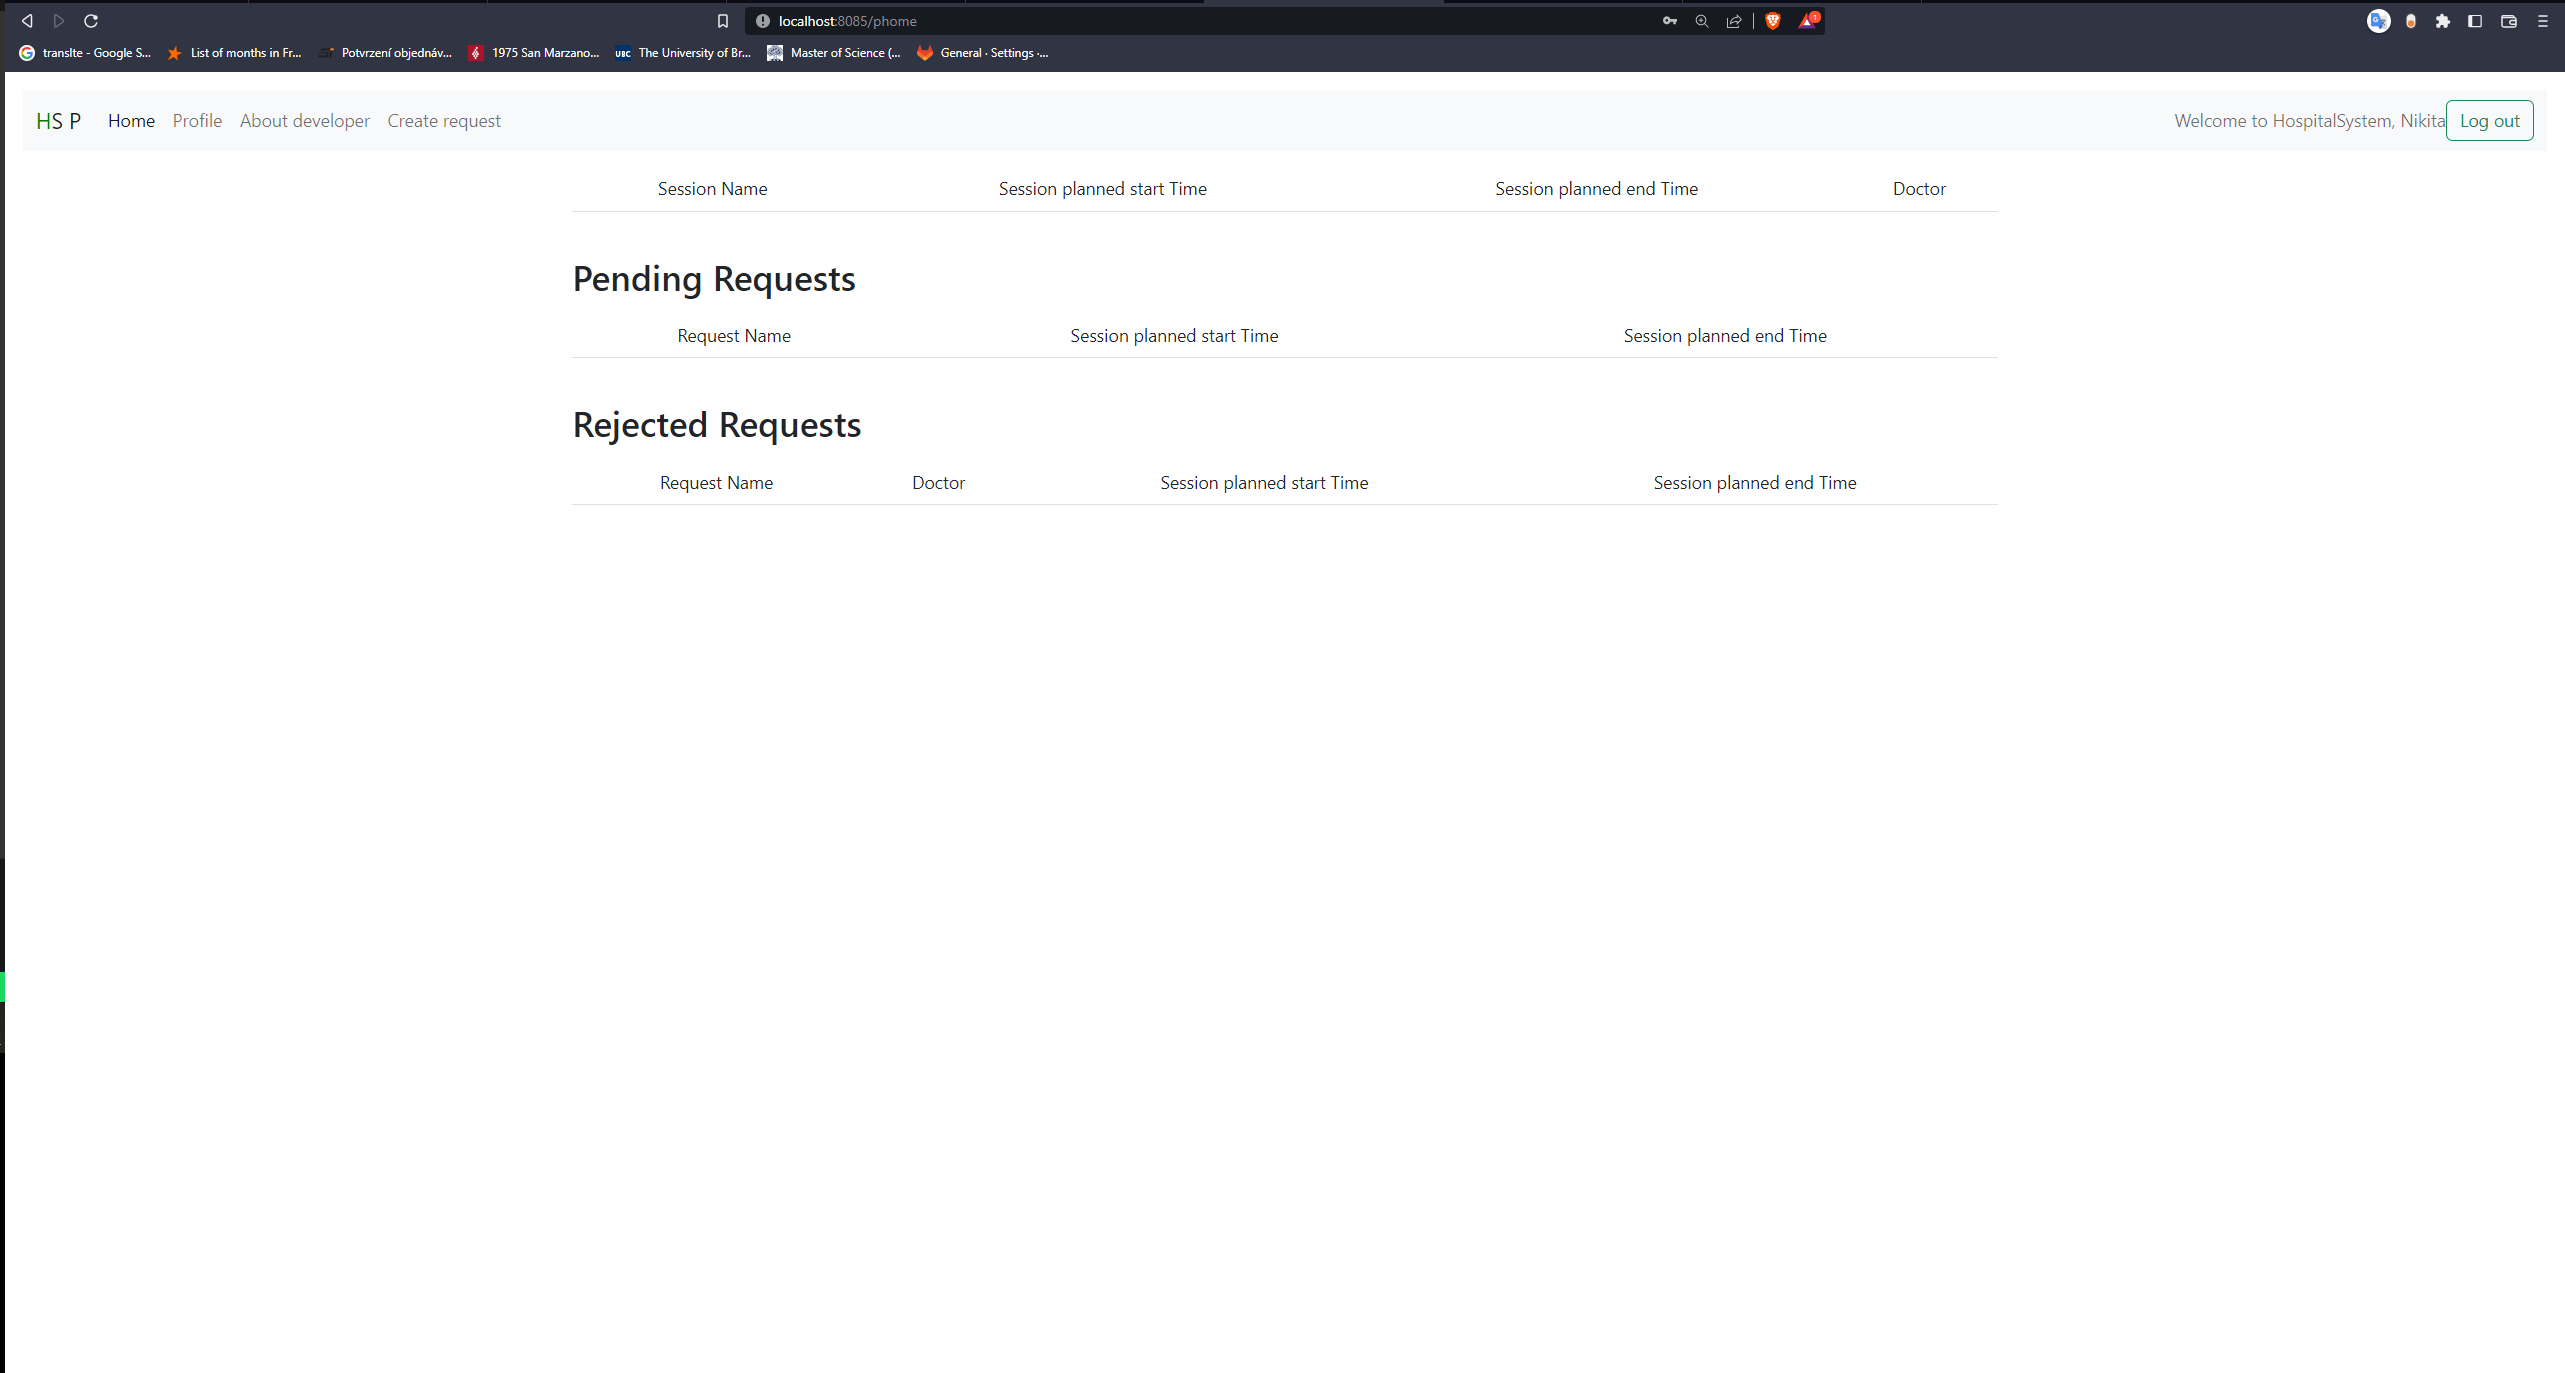 localhost:8085/phome
1
translte - Google S...
List of months in Fr...
Potvrzení objednáv...
1975 San Marzano...
UBC
The University of Br...
Master of Science (...
General · Settings ·...
HS P
Home
Profile
About developer
Create request
Welcome to HospitalSystem, Nikita
Log out
Session Name
Session planned start Time
Session planned end Time
Doctor
Pending Requests
Request Name
Session planned start Time
Session planned end Time
Rejected Requests
Request Name
Doctor
Session planned start Time
Session planned end Time